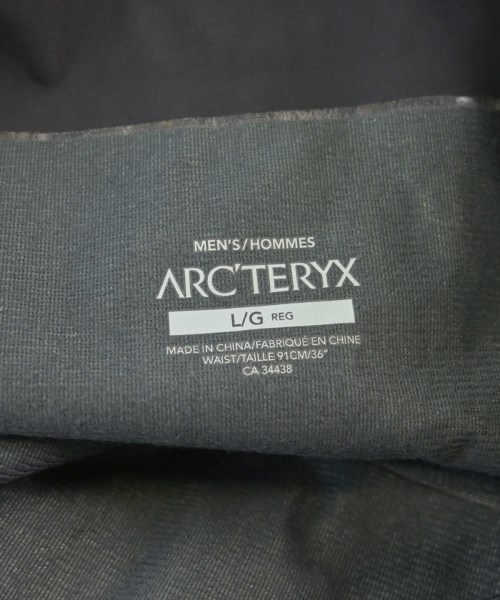 MEN'S/HOMMES
ARC'TERYX
L/G REG
MADE IN CHINA/FABRIQUÉ EN CHINE
WAIST/TAILLE 91CM/36"
CA 34438